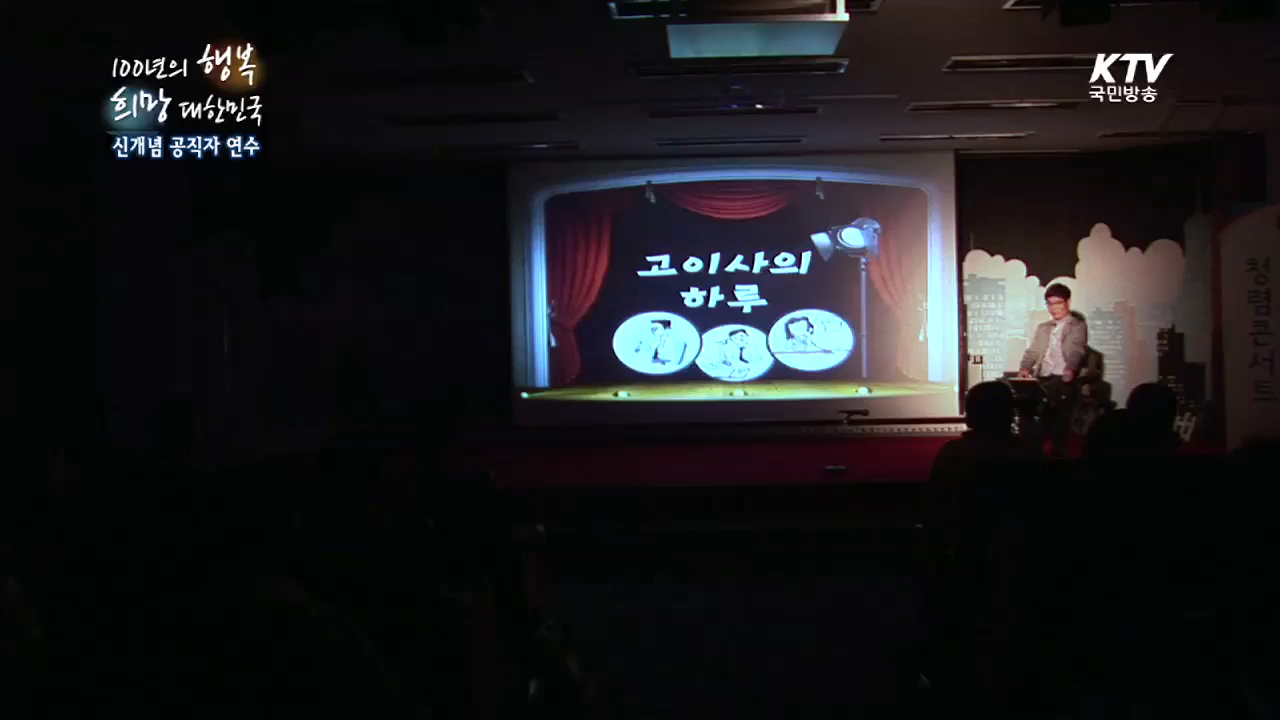 100년의 행복
희망 대한민국
신개념 공직자 연수
KTV
국민방송
고이사의
하루
청렴콘서트